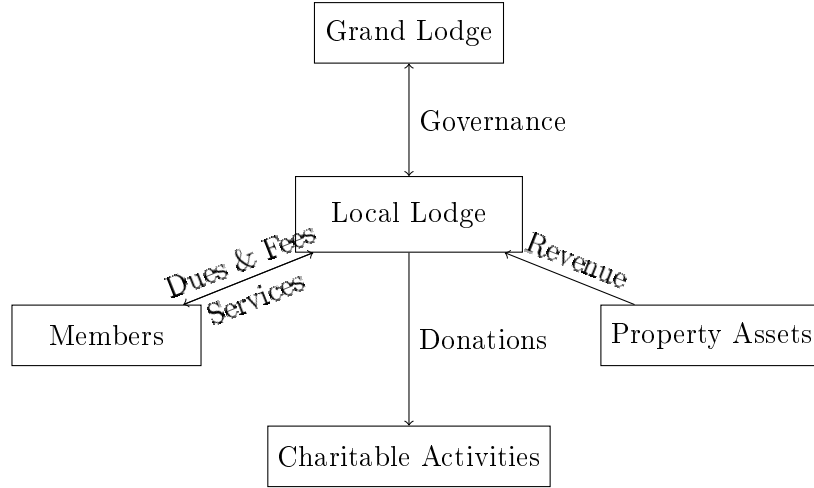 Grand Lodge
Governance
Local Lodge
Dues & Fees
Services
Revenue
Members
Donations
Property Assets
Charitable Activities